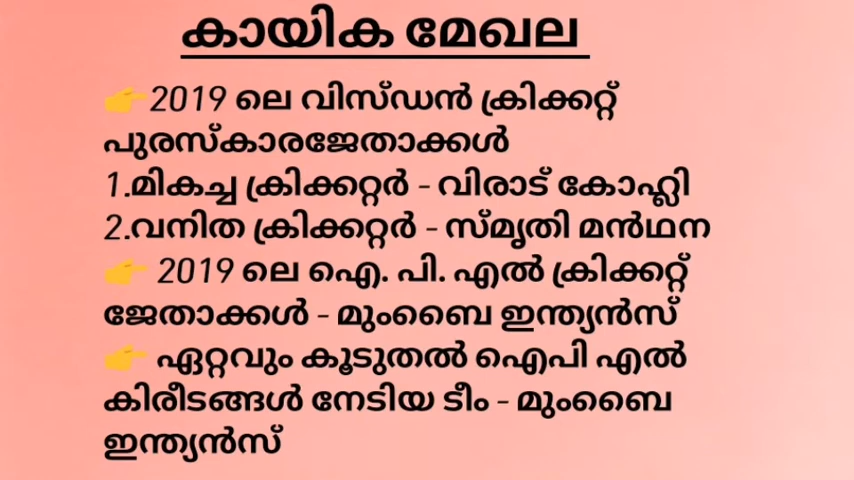 കായിക മേഖല
👉2019 ലെ വിസ്ഡൻ ക്രിക്കറ്റ്
പുരസ്കാരജേതാക്കൾ
1.മികച്ച ക്രിക്കറ്റർ - വിരാട് കോഹ്ലി
2.വനിത ക്രിക്കറ്റർ - സ്മൃതി മൻഥന
👉 2019 ലെ ഐ. പി. എൽ ക്രിക്കറ്റ്
ജേതാക്കൾ - മുംബൈ ഇന്ത്യൻസ്
👉 ഏറ്റവും കൂടുതൽ ഐപി എൽ
കിരീടങ്ങൾ നേടിയ ടീം - മുംബൈ
ഇന്ത്യൻസ്